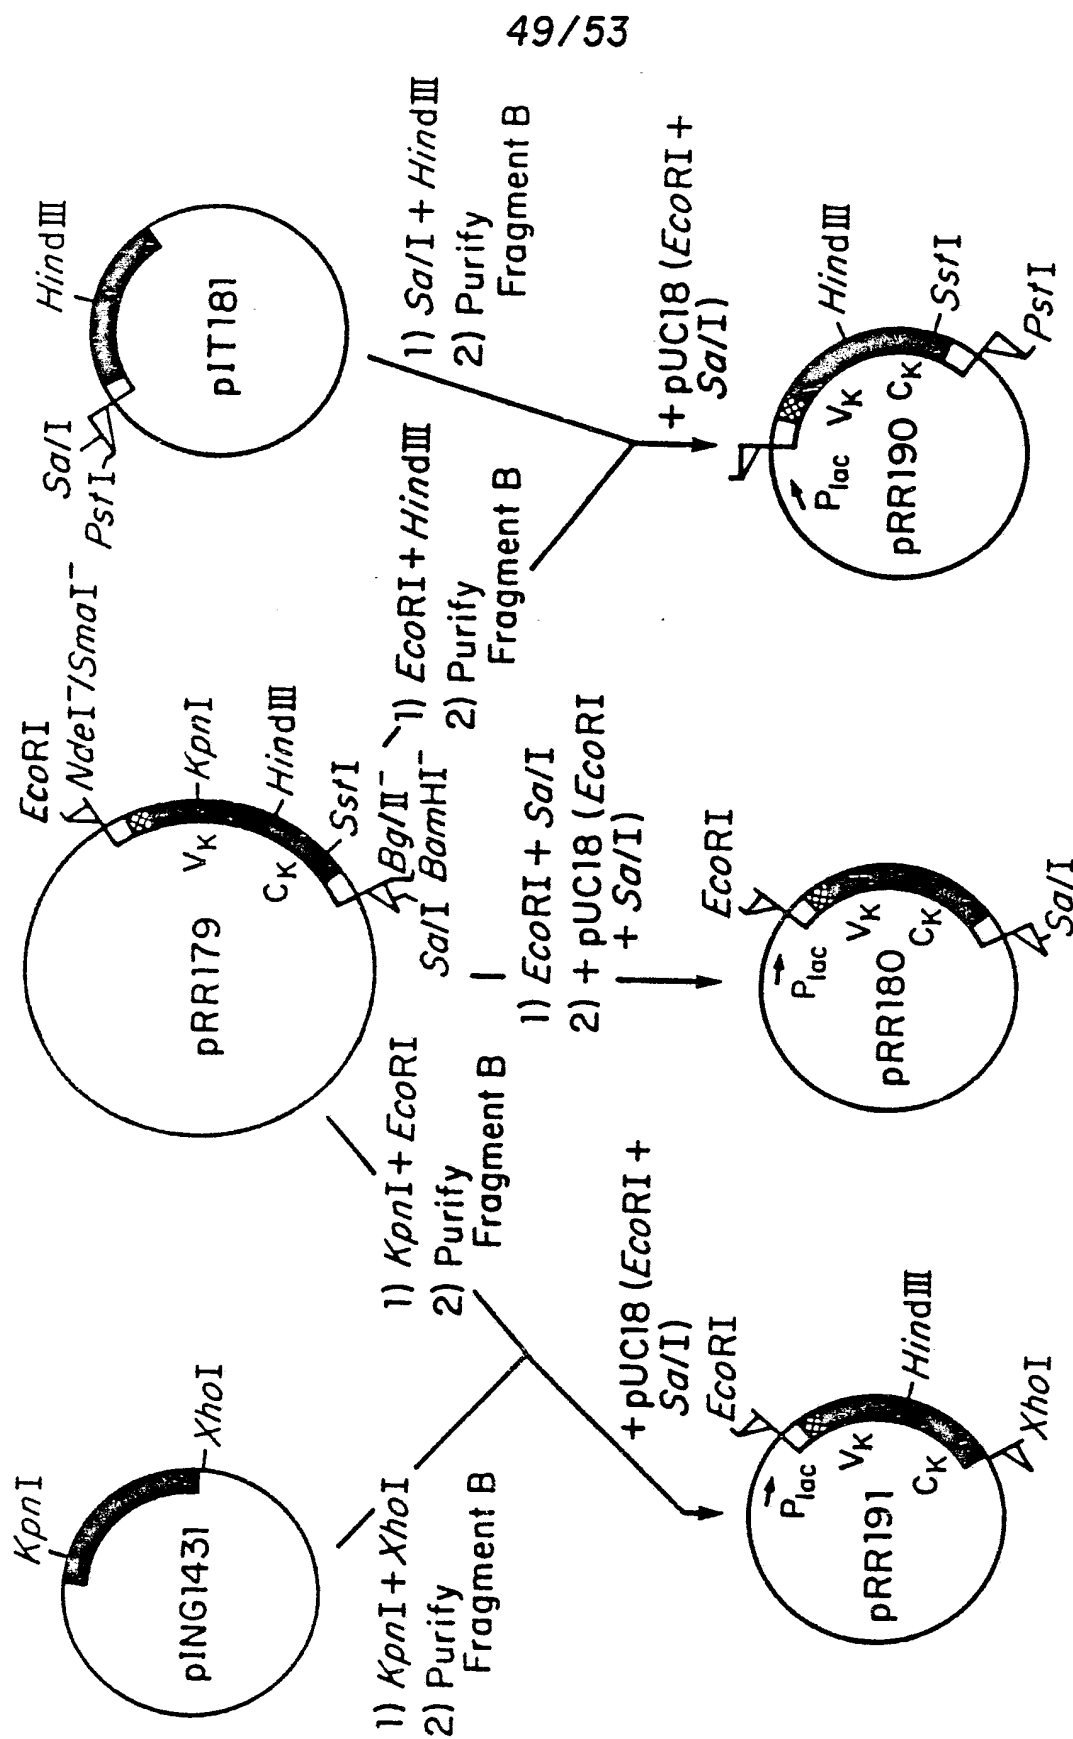 49/53
KpnI
XhoI
pING1431
1) KpnI + XhoI
2) Purify
Fragment B
pRR179
EcoRI
NdeI⁻/SmaI⁻
KpnI
HindIII
SstI
BglII⁻
SalI BamHI⁻
VK
CK
1) KpnI + EcoRI
2) Purify
Fragment B
1) EcoRI + SalI
2) + pUC18 (EcoRI
+ SalI)
1) EcoRI + HindIII
2) Purify
Fragment B
SalI
PstI
HindIII
pIT181
1) SalI + HindIII
2) Purify
Fragment B
+ pUC18 (EcoRI +
SalI)
EcoRI
Plac
VK
CK
HindIII
XhoI
pRR191
EcoRI
Plac
VK
CK
SalI
pRR180
+ pUC18 (EcoRI +
SalI)
Plac
VK
CK
HindIII
SstI
PstI
pRR190